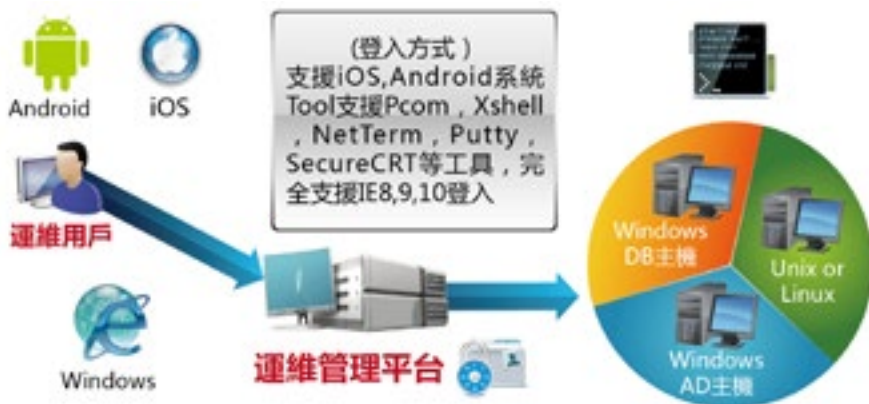 Android
iOS
(登入方式)
支援iOS,Android系統
Tool支援Pcom，Xshell
，NetTerm，Putty，
SecureCRT等工具，完
全支援IE8,9,10登入
運維用戶
Windows
運維管理平台
Windows
DB主機
Unix or
Linux
Windows
AD主機